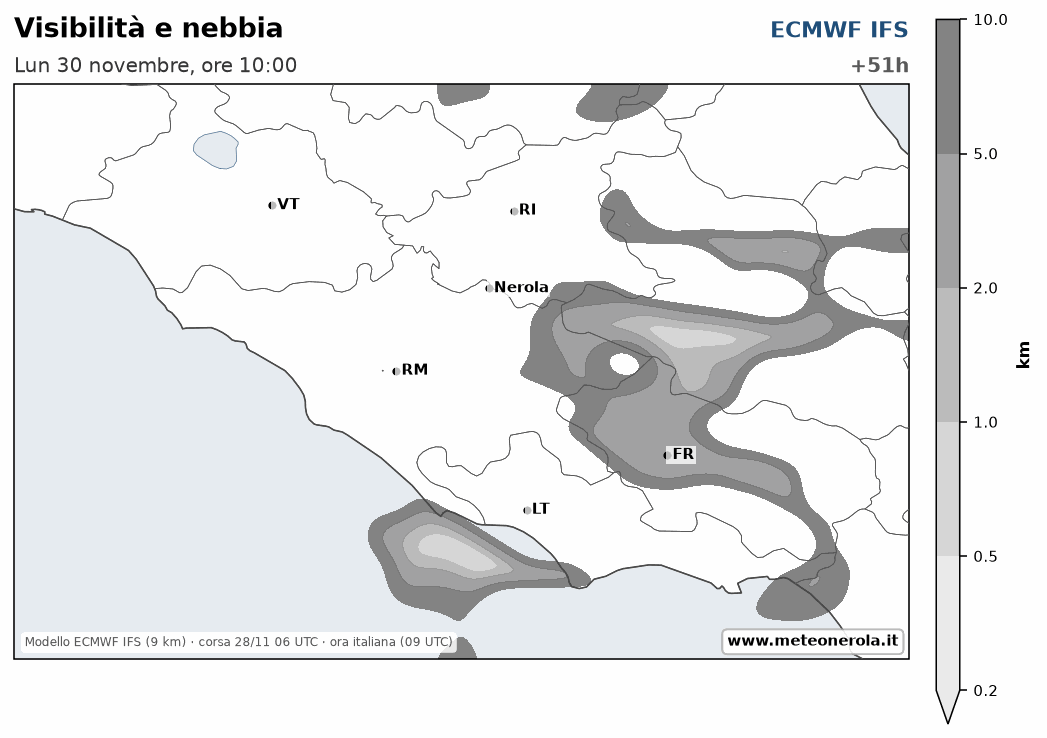 Visibilità e nebbia
ECMWF IFS
Lun 30 novembre, ore 10:00
+51h
10.0
5.0
2.0
1.0
0.5
0.2
km
VT
RI
Nerola
RM
FR
LT
Modello ECMWF IFS (9 km) · corsa 28/11 06 UTC · ora italiana (09 UTC)
www.meteonerola.it